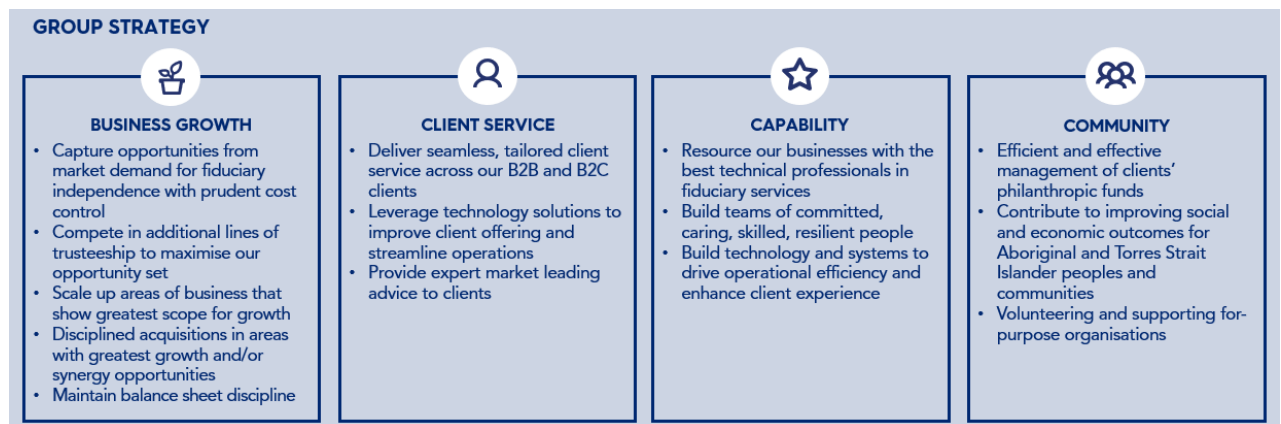 GROUP STRATEGY
BUSINESS GROWTH
• Capture opportunities from
market demand for fiduciary
independence with prudent cost
control
• Compete in additional lines of
trusteeship to maximise our
opportunity set
• Scale up areas of business that
show greatest scope for growth
• Disciplined acquisitions in areas
with greatest growth and/or
synergy opportunities
• Maintain balance sheet discipline
CLIENT SERVICE
• Deliver seamless, tailored client
service across our B2B and B2C
clients
• Leverage technology solutions to
improve client offering and
streamline operations
• Provide expert market leading
advice to clients
CAPABILITY
• Resource our businesses with the
best technical professionals in
fiduciary services
• Build teams of committed,
caring, skilled, resilient people
• Build technology and systems to
drive operational efficiency and
enhance client experience
COMMUNITY
• Efficient and effective
management of clients’
philanthropic funds
• Contribute to improving social
and economic outcomes for
Aboriginal and Torres Strait
Islander peoples and
communities
• Volunteering and supporting for-
purpose organisations